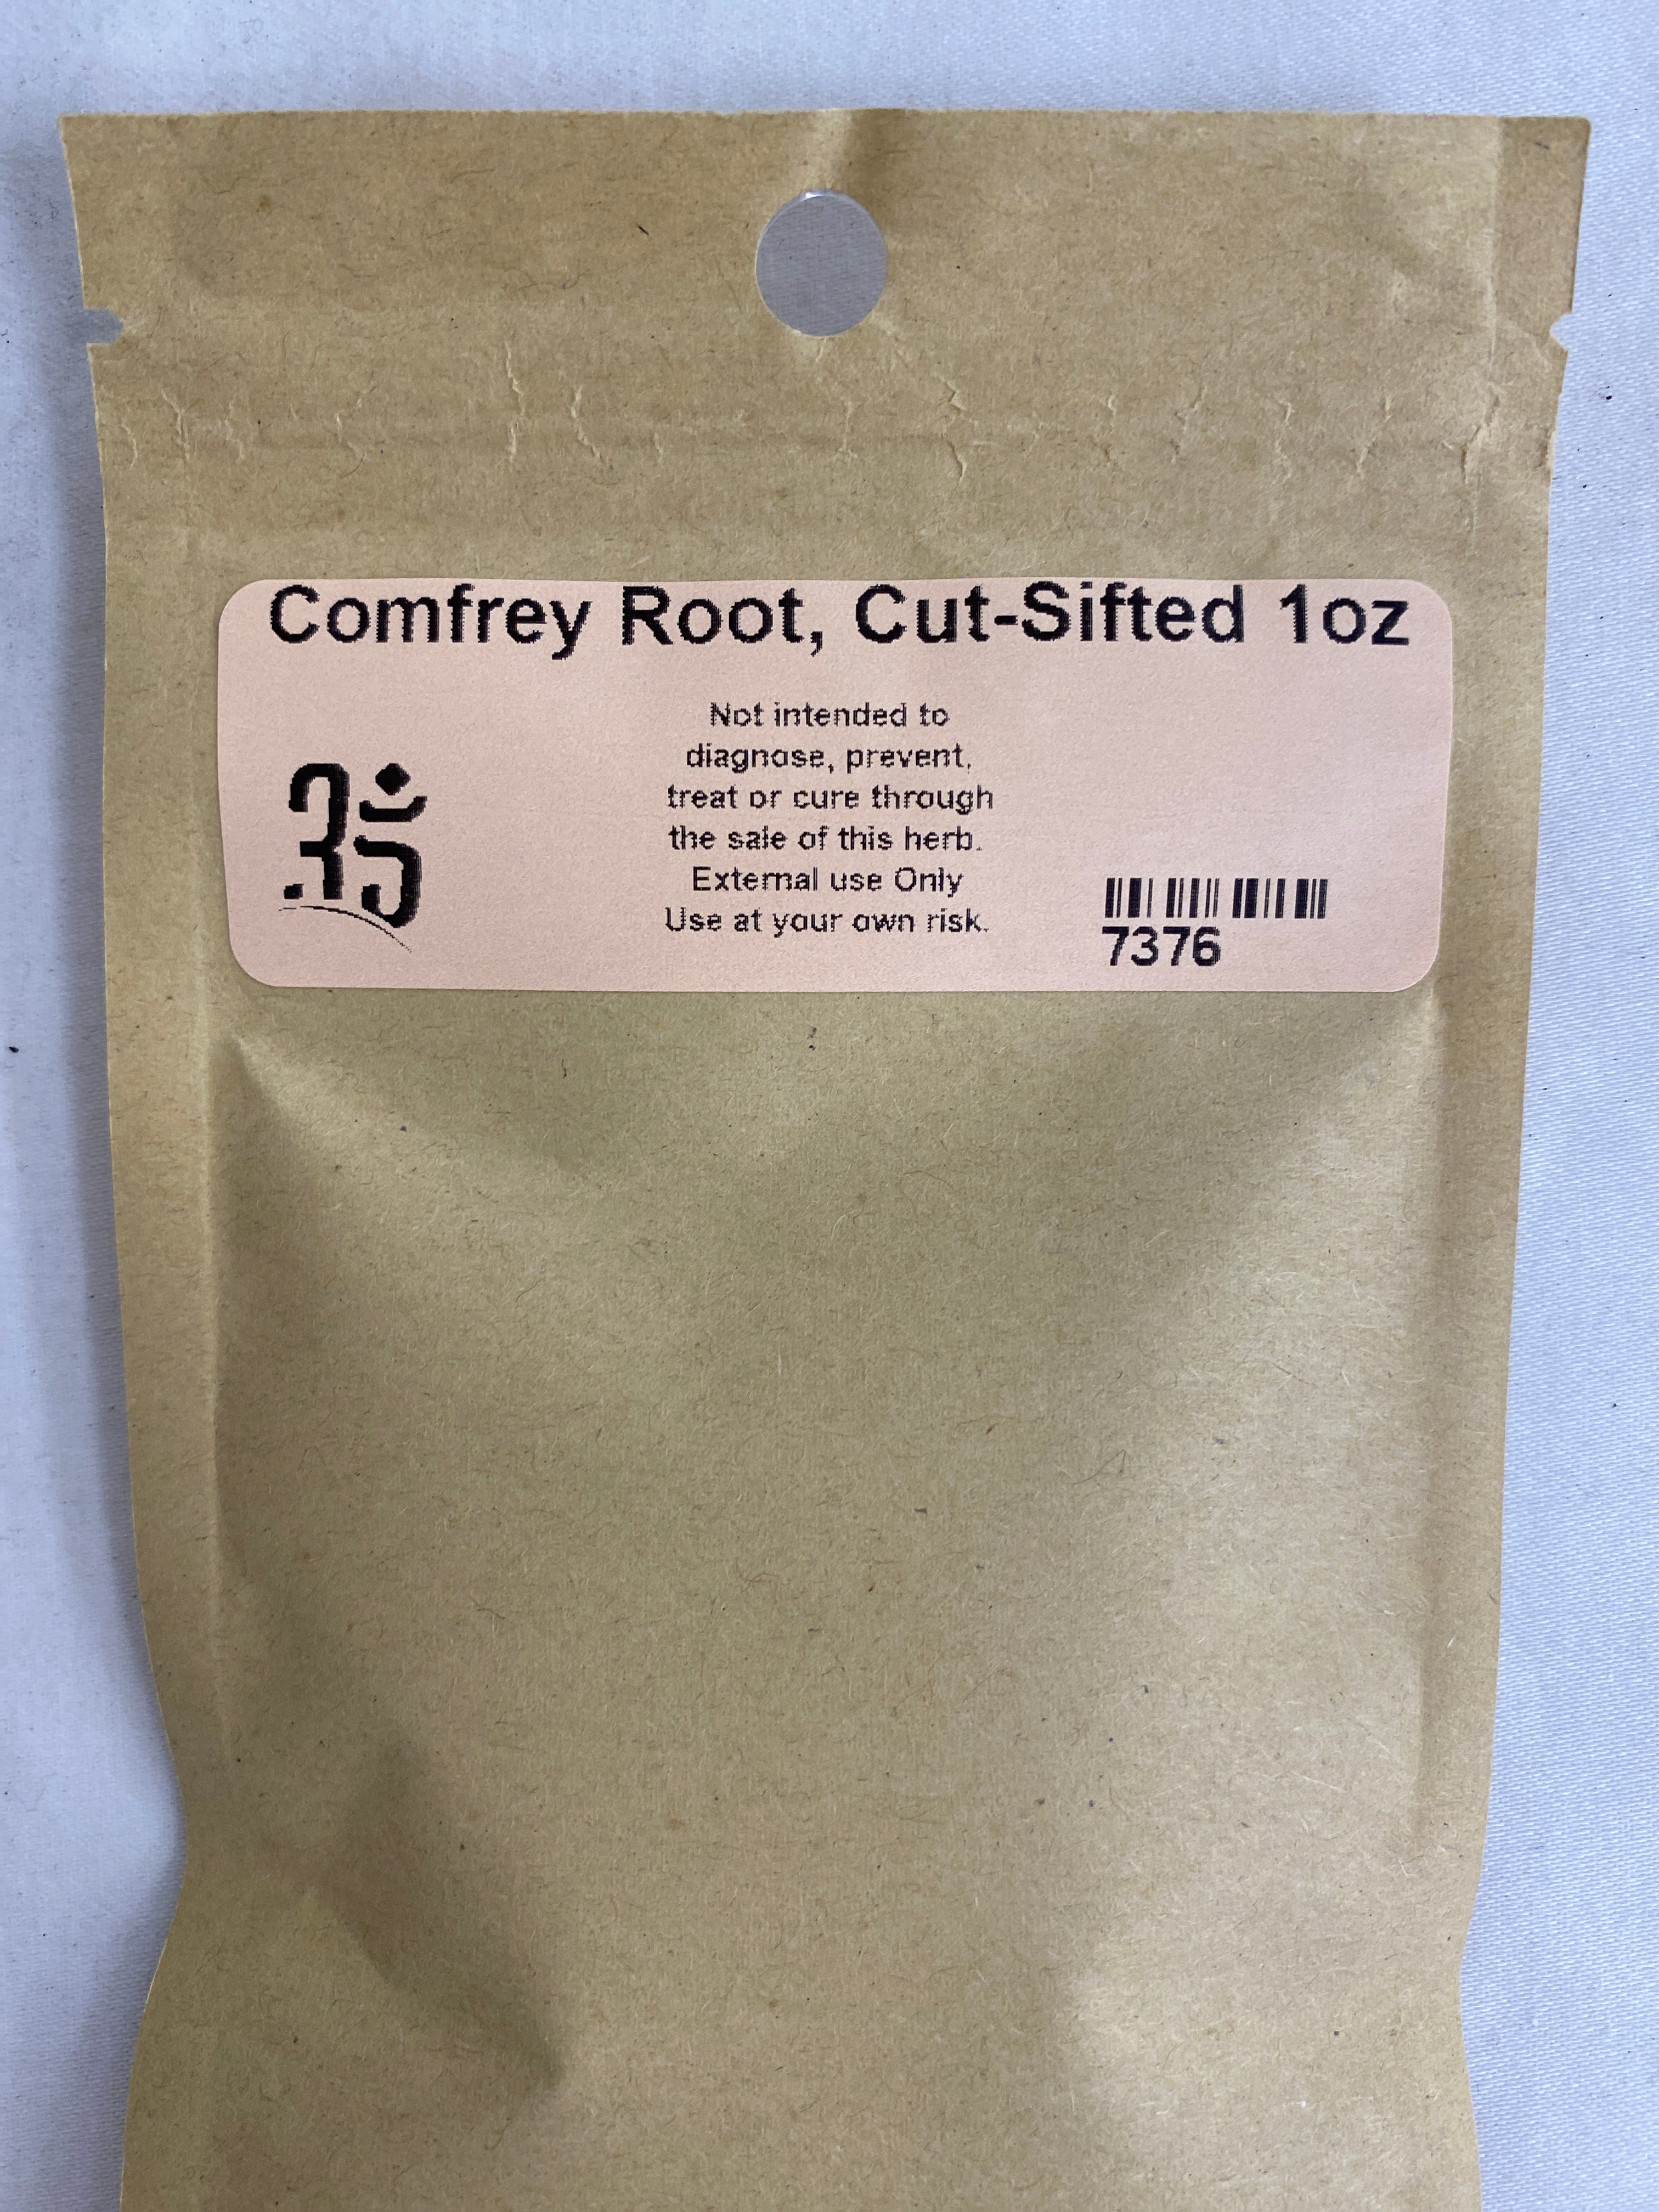 Comfrey Root, Cut-Sifted 1oz
Not intended to
diagnose, prevent,
treat or cure through
the sale of this herb.
External use Only
Use at your own risk.
7376